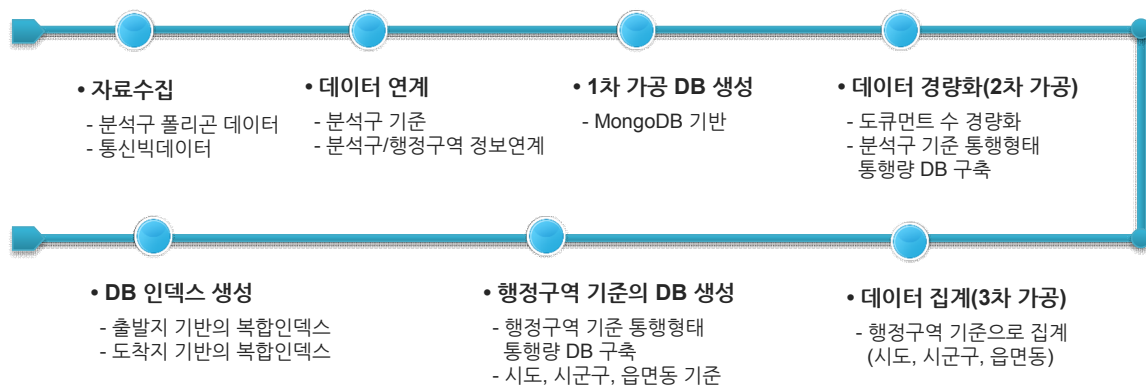 • 자료수집
- 분석구 폴리곤 데이터
- 통신빅데이터
• 데이터 연계
- 분석구 기준
- 분석구/행정구역 정보연계
• 1차 가공 DB 생성
- MongoDB 기반
• 데이터 경량화(2차 가공)
- 도큐먼트 수 경량화
- 분석구 기준 통행형태
통행량 DB 구축
• DB 인덱스 생성
- 출발지 기반의 복합인덱스
- 도착지 기반의 복합인덱스
• 행정구역 기준의 DB 생성
- 행정구역 기준 통행형태
통행량 DB 구축
- 시도, 시군구, 읍면동 기준
• 데이터 집계(3차 가공)
- 행정구역 기준으로 집계
(시도, 시군구, 읍면동)